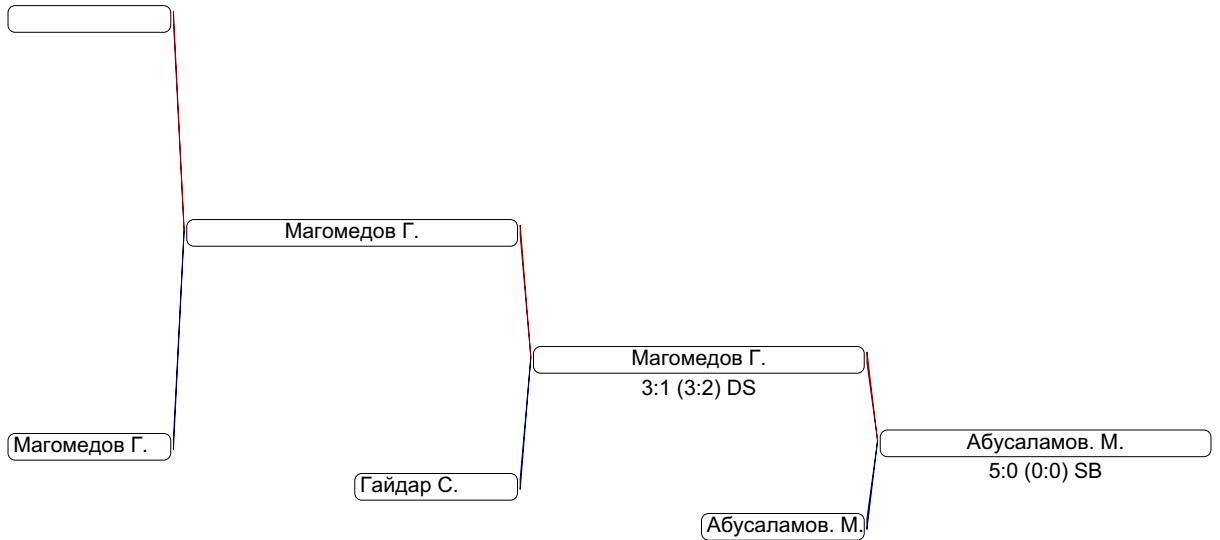 Магомедов Г.
Магомедов Г.
3:1 (3:2) DS
Магомедов Г.
Абусаламов. М.
5:0 (0:0) SB
Гайдар С.
Абусаламов. М.